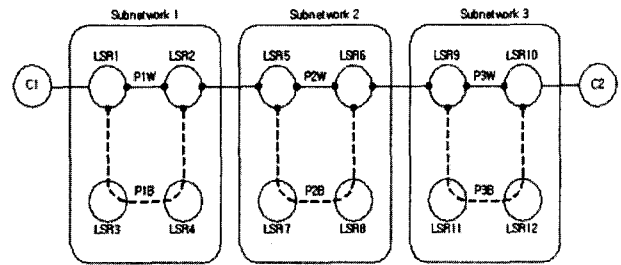 Subnetwork 1 Subnetwork 2 Subnetwork 3
LSR1 LSR2 LSR5 LSR6 LSR9 LSR10
C1 P1W P2W P3W C2
P1B P2B P3B
LSR3 LSR4 LSR7 LSR8 LSR11 LSR12